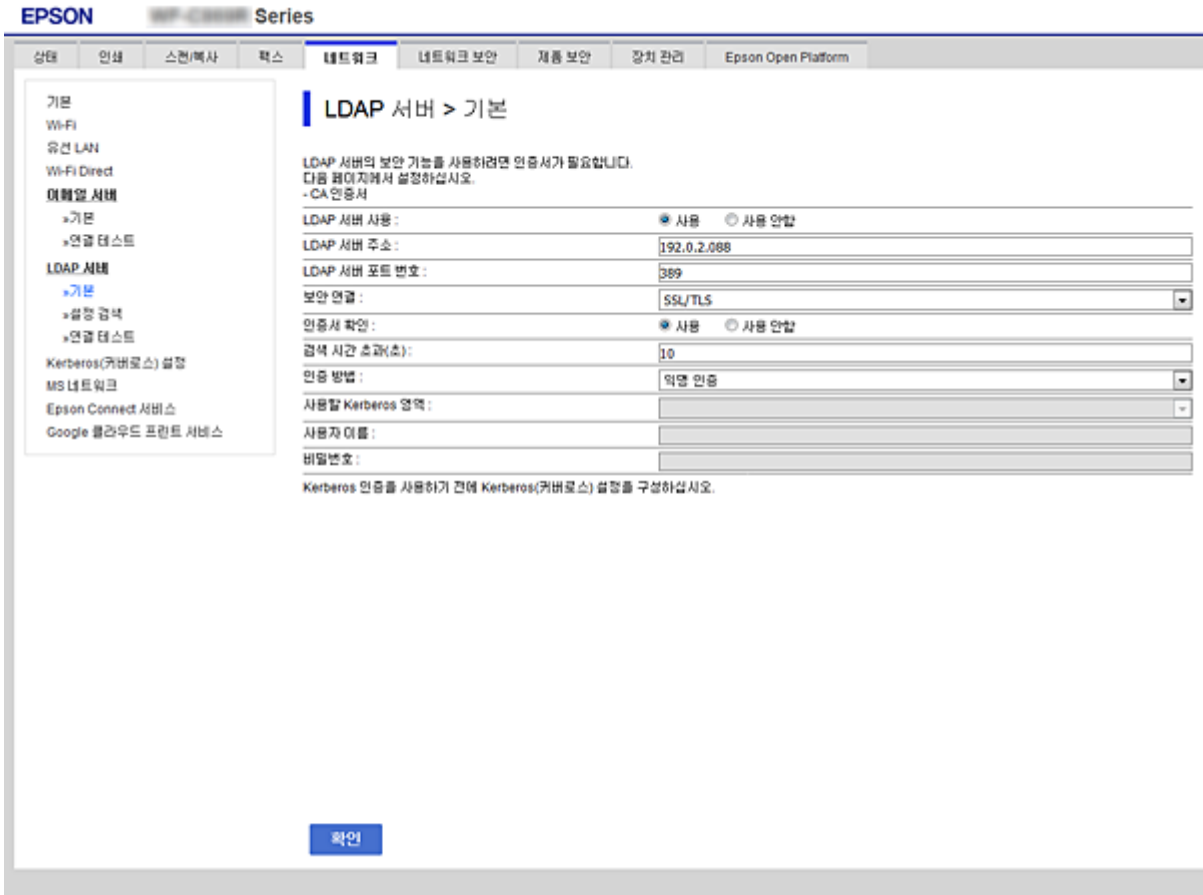 EPSON Series
상태 인쇄 스캔/복사 팩스 네트워크 네트워크 보안 제품 보안 장치 관리 Epson Open Platform
기본
Wi-Fi
유선 LAN
Wi-Fi Direct
이메일 서버
»기본
»연결 테스트
LDAP 서버
»기본
»설정 검색
»연결 테스트
Kerberos(커버로스) 설정
MS 네트워크
Epson Connect 서비스
Google 클라우드 프린트 서비스
LDAP 서버 > 기본
LDAP 서버의 보안 기능를 사용하려면 인증서가 필요합니다.
다음 페이지에서 설정하십시오.
- CA 인증서
LDAP 서버 사용 : 사용 사용 안함
LDAP 서버 주소 : 192.0.2.088
LDAP 서버 포트 번호 : 389
보안 연결 : SSL/TLS
인증서 확인 : 사용 사용 안함
검색 시간 초과(초) : 10
인증 방법 : 익명 인증
사용할 Kerberos 영역 :
사용자 이름 :
비밀번호 :
Kerberos 인증을 사용하기 전에 Kerberos(커버로스) 설정을 구성하십시오.
확인